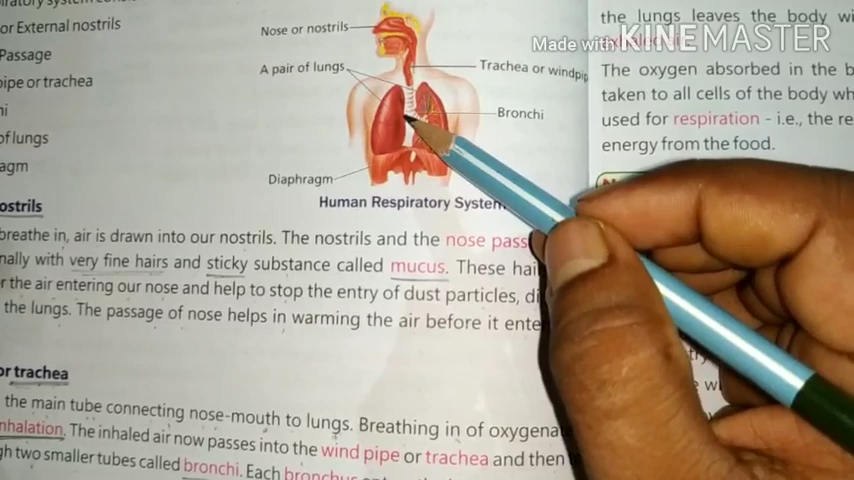 or External nostrils
Passage
pipe or trachea
of lungs
Nose or nostrils
A pair of lungs
Trachea or windpip
Bronchi
Diaphragm
Human Respiratory System
Made with KINEMASTER
the lungs leaves the body
The oxygen absorbed in the b
taken to all cells of the body wh
used for respiration - i.e., the re
energy from the food.
ostrils
breathe in, air is drawn into our nostrils. The nostrils and the nose pass
nally with very fine hairs and sticky substance called mucus. These hai
r the air entering our nose and help to stop the entry of dust particles, di
the lungs. The passage of nose helps in warming the air before it ente
or trachea
the main tube connecting nose-mouth to lungs. Breathing in of oxygena
nhalation. The inhaled air now passes into the wind pipe or trachea and then
gh two smaller tubes called bronchi. Each bronchus